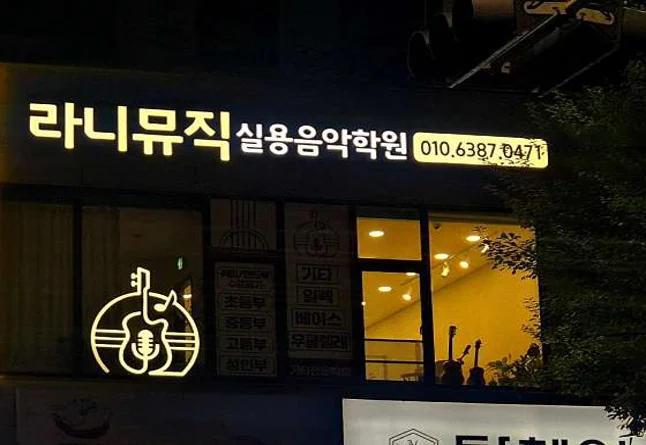 라니뮤직 실용음악학원 010.6387.0471
초등부
중등부
고등부
성인부
기타
일렉
베이스
우쿨렐레